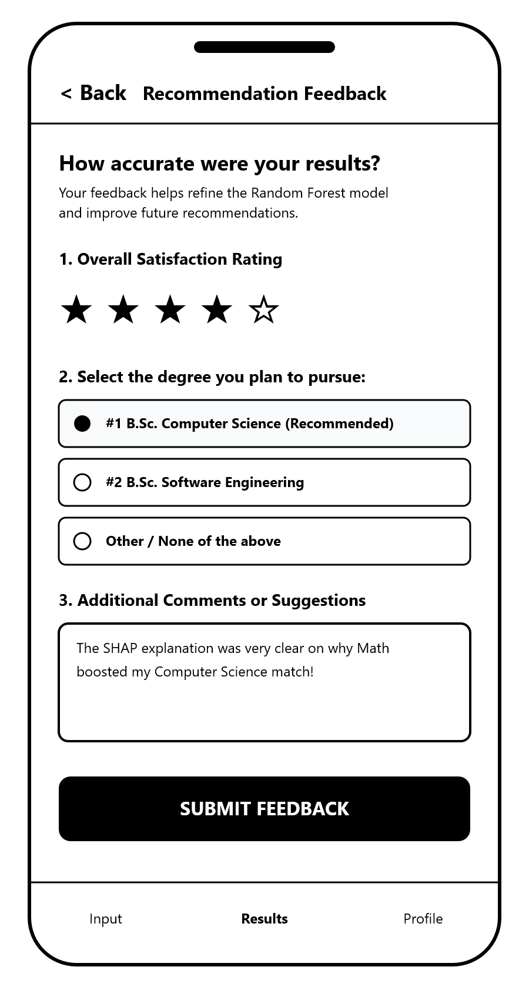 < Back Recommendation Feedback
How accurate were your results?
Your feedback helps refine the Random Forest model
and improve future recommendations.
1. Overall Satisfaction Rating
2. Select the degree you plan to pursue:
#1 B.Sc. Computer Science (Recommended)
#2 B.Sc. Software Engineering
Other / None of the above
3. Additional Comments or Suggestions
The SHAP explanation was very clear on why Math
boosted my Computer Science match!
SUBMIT FEEDBACK
Input Results Profile